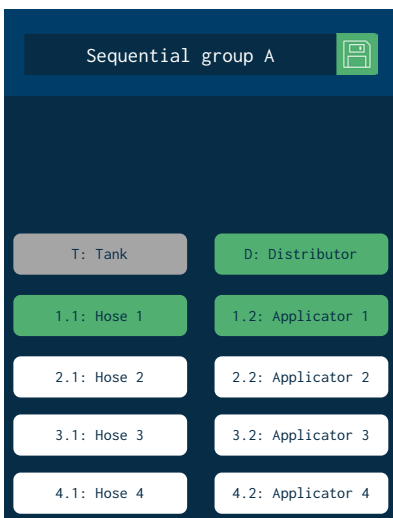 Sequential group A
T: Tank
D: Distributor
1.1: Hose 1
1.2: Applicator 1
2.1: Hose 2
2.2: Applicator 2
3.1: Hose 3
3.2: Applicator 3
4.1: Hose 4
4.2: Applicator 4